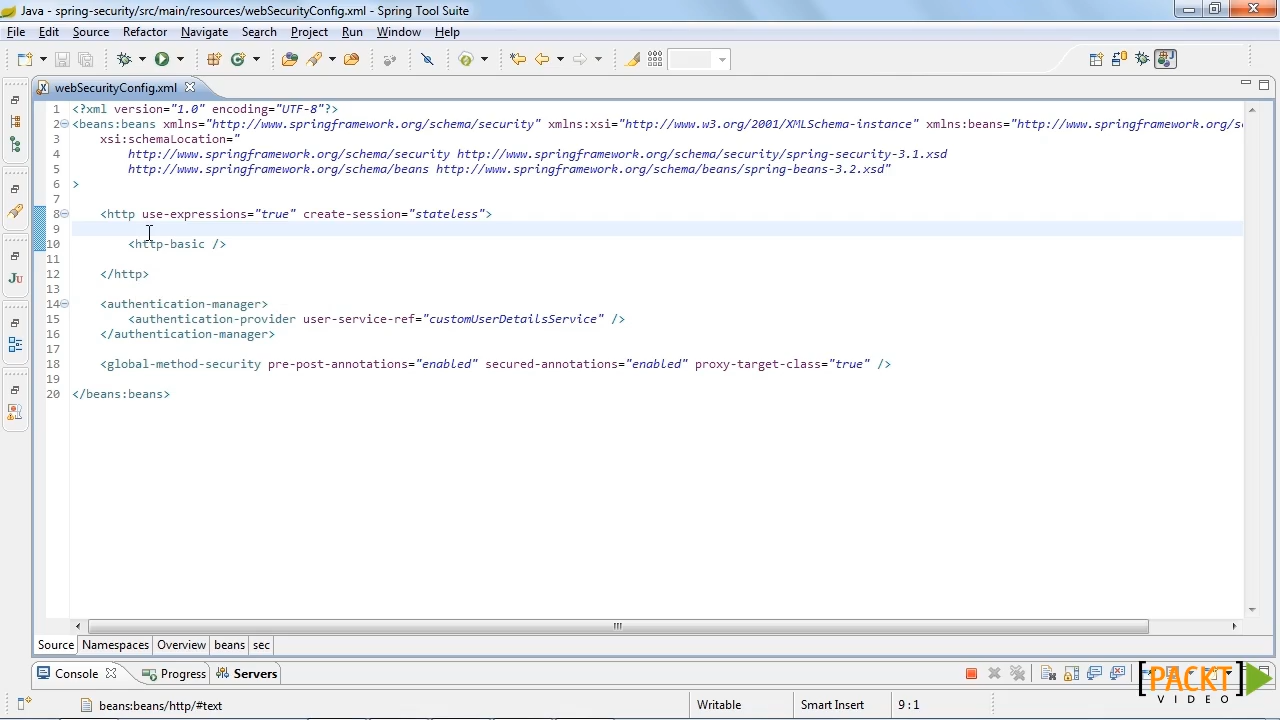 Java - spring-security/src/main/resources/webSecurityConfig.xml - Spring Tool Suite
File Edit Source Refactor Navigate Search Project Run Window Help
webSecurityConfig.xml
1 <?xml version="1.0" encoding="UTF-8"?>
2 <beans:beans xmlns="http://www.springframework.org/schema/security" xmlns:xsi="http://www.w3.org/2001/XMLSchema-instance" xmlns:beans="http://www.springframework.org/s
3 xsi:schemaLocation="
4 http://www.springframework.org/schema/security http://www.springframework.org/schema/security/spring-security-3.1.xsd
5 http://www.springframework.org/schema/beans http://www.springframework.org/schema/beans/spring-beans-3.2.xsd"
6 >
7
8 <http use-expressions="true" create-session="stateless">
9
10 <http-basic />
11
12 </http>
13
14 <authentication-manager>
15 <authentication-provider user-service-ref="customUserDetailsService" />
16 </authentication-manager>
17
18 <global-method-security pre-post-annotations="enabled" secured-annotations="enabled" proxy-target-class="true" />
19
20 </beans:beans>
Source Namespaces Overview beans sec
Console Progress Servers
beans:beans/http/#text Writable Smart Insert 9:1
[PACKT]
VIDEO